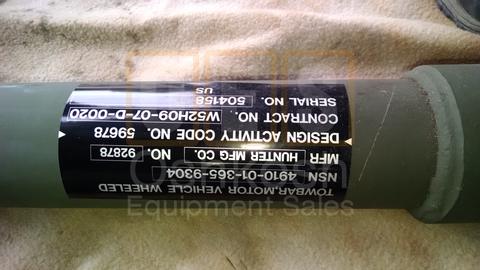 TOWBAR,MOTOR VEHICLE WHEELED
NSN 4910-01-365-9304
MFR HUNTER MFG CO. NO. 92878
DESIGN ACTIVITY CODE NO. 59678
CONTRACT NO. W52H09-07-D-0020
SERIAL NO. 504158
US
Equipment Sales